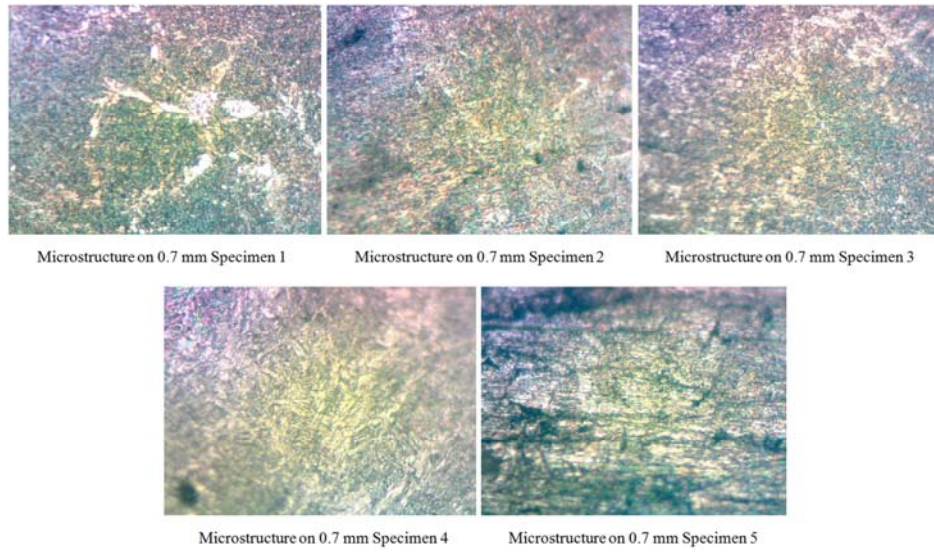 Microstructure on 0.7 mm Specimen 1
Microstructure on 0.7 mm Specimen 2
Microstructure on 0.7 mm Specimen 3
Microstructure on 0.7 mm Specimen 4
Microstructure on 0.7 mm Specimen 5